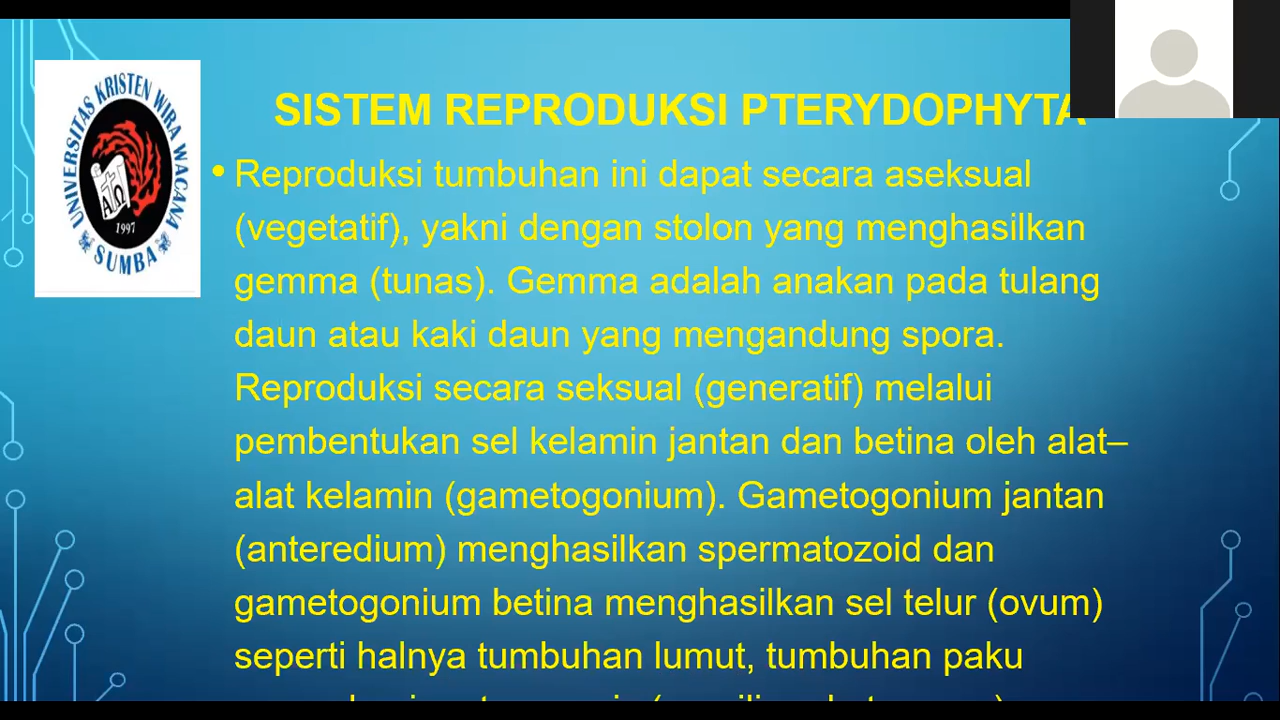 UNIVERSITAS KRISTEN WIRA WACANA
SUMBA
1997
SISTEM REPRODUKSI PTERYDOPHYTA
• Reproduksi tumbuhan ini dapat secara aseksual
(vegetatif), yakni dengan stolon yang menghasilkan
gemma (tunas). Gemma adalah anakan pada tulang
daun atau kaki daun yang mengandung spora.
Reproduksi secara seksual (generatif) melalui
pembentukan sel kelamin jantan dan betina oleh alat–
alat kelamin (gametogonium). Gametogonium jantan
(anteredium) menghasilkan spermatozoid dan
gametogonium betina menghasilkan sel telur (ovum)
seperti halnya tumbuhan lumut, tumbuhan paku